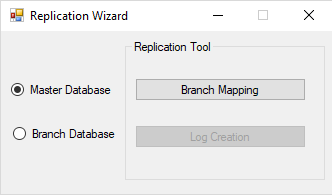 Replication Wizard
Replication Tool
Master Database
Branch Mapping
Branch Database
Log Creation